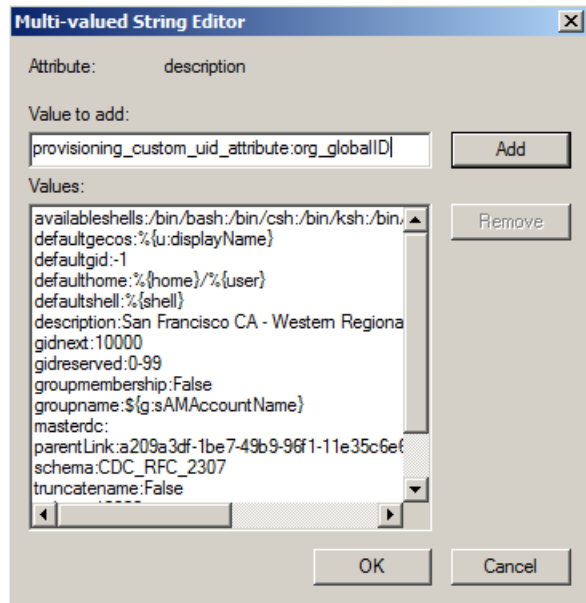 Multi-valued String Editor
Attribute: description
Value to add:
provisioning_custom_uid_attribute:org_globalID
Add
Values:
availableshells:/bin/bash:/bin/csh:/bin/ksh:/bin/
Remove
defaultgecos:%{u:displayName}
defaultgid:-1
defaulthome:%{home}/%{user}
defaultshell:%{shell}
description:San Francisco CA - Western Regiona
gidnext:10000
gidreserved:0-99
groupmembership:False
groupname:${g:sAMAccountName}
masterdc:
parentLink:a209a3df-1be7-49b9-96f1-11e35c6e6
schema:CDC_RFC_2307
truncatename:False
OK
Cancel